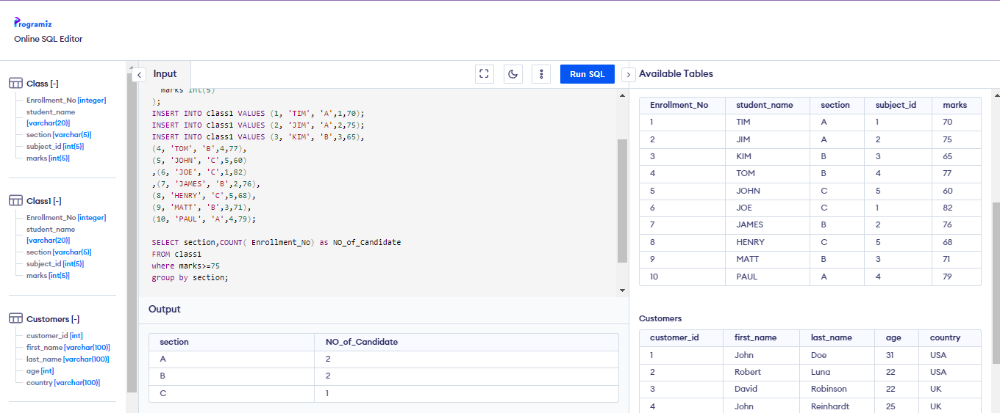 Programiz
Online SQL Editor
Class [-]
Enrollment_No [integer]
student_name
[varchar(20)]
section [varchar(5)]
subject_id [int(5)]
marks [int(5)]
Class1 [-]
Enrollment_No [integer]
student_name
[varchar(20)]
section [varchar(5)]
subject_id [int(5)]
marks [int(5)]
Customers [-]
customer_id [int]
first_name [varchar(100)]
last_name [varchar(100)]
age [int]
country [varchar(100)]
Input
Run SQL
marks int(5)
);
INSERT INTO class1 VALUES (1, 'TIM', 'A',1,70);
INSERT INTO class1 VALUES (2, 'JIM', 'A',2,75);
INSERT INTO class1 VALUES (3, 'KIM', 'B',3,65),
(4, 'TOM', 'B',4,77),
(5, 'JOHN', 'C',5,60)
,(6, 'JOE', 'C',1,82)
,(7, 'JAMES', 'B',2,76),
(8, 'HENRY', 'C',5,68),
(9, 'MATT', 'B',3,71),
(10, 'PAUL', 'A',4,79);
SELECT section,COUNT( Enrollment_No) as NO_of_Candidate
FROM class1
where marks>=75
group by section;
Output
section NO_of_Candidate
A 2
B 2
C 1
Available Tables
Enrollment_No student_name section subject_id marks
1 TIM A 1 70
2 JIM A 2 75
3 KIM B 3 65
4 TOM B 4 77
5 JOHN C 5 60
6 JOE C 1 82
7 JAMES B 2 76
8 HENRY C 5 68
9 MATT B 3 71
10 PAUL A 4 79
Customers
customer_id first_name last_name age country
1 John Doe 31 USA
2 Robert Luna 22 USA
3 David Robinson 22 UK
4 John Reinhardt 25 UK